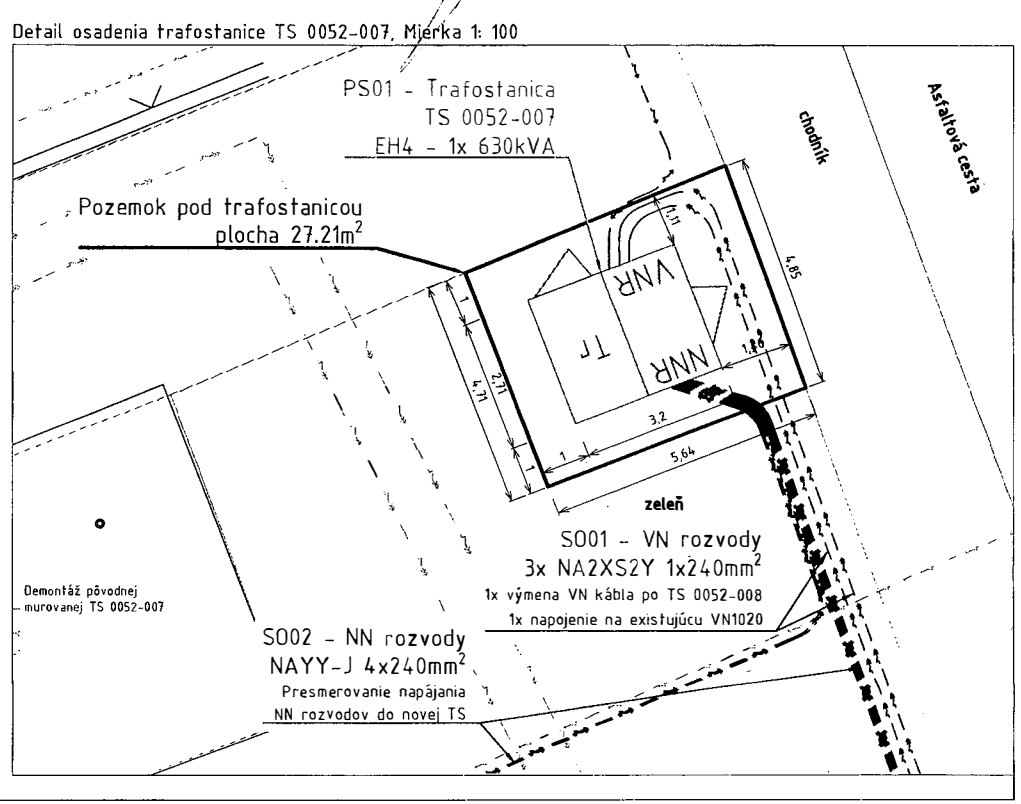 Detail osadenia trafostanice TS 0052-007, Mierka 1: 100
PS01 - Trafostanica
TS 0052-007
EH4 - 1x 630kVA
chodník
Asfaltová cesta
Pozemok pod trafostanicou
plocha 27.21m²
1,11
4,85
VNR
Tr
NNR
1
2,71
4,71
1
1
3,2
5,64
zeleň
SO01 - VN rozvody
3x NA2XS2Y 1x240mm²
1x výmena VN kábla po TS 0052-008
1x napojenie na existujúcu VN1020
Demontáž pôvodnej
murovanej TS 0052-007
SO02 - NN rozvody
NAYY-J 4x240mm²
Presmerovanie napájania
NN rozvodov do novej TS